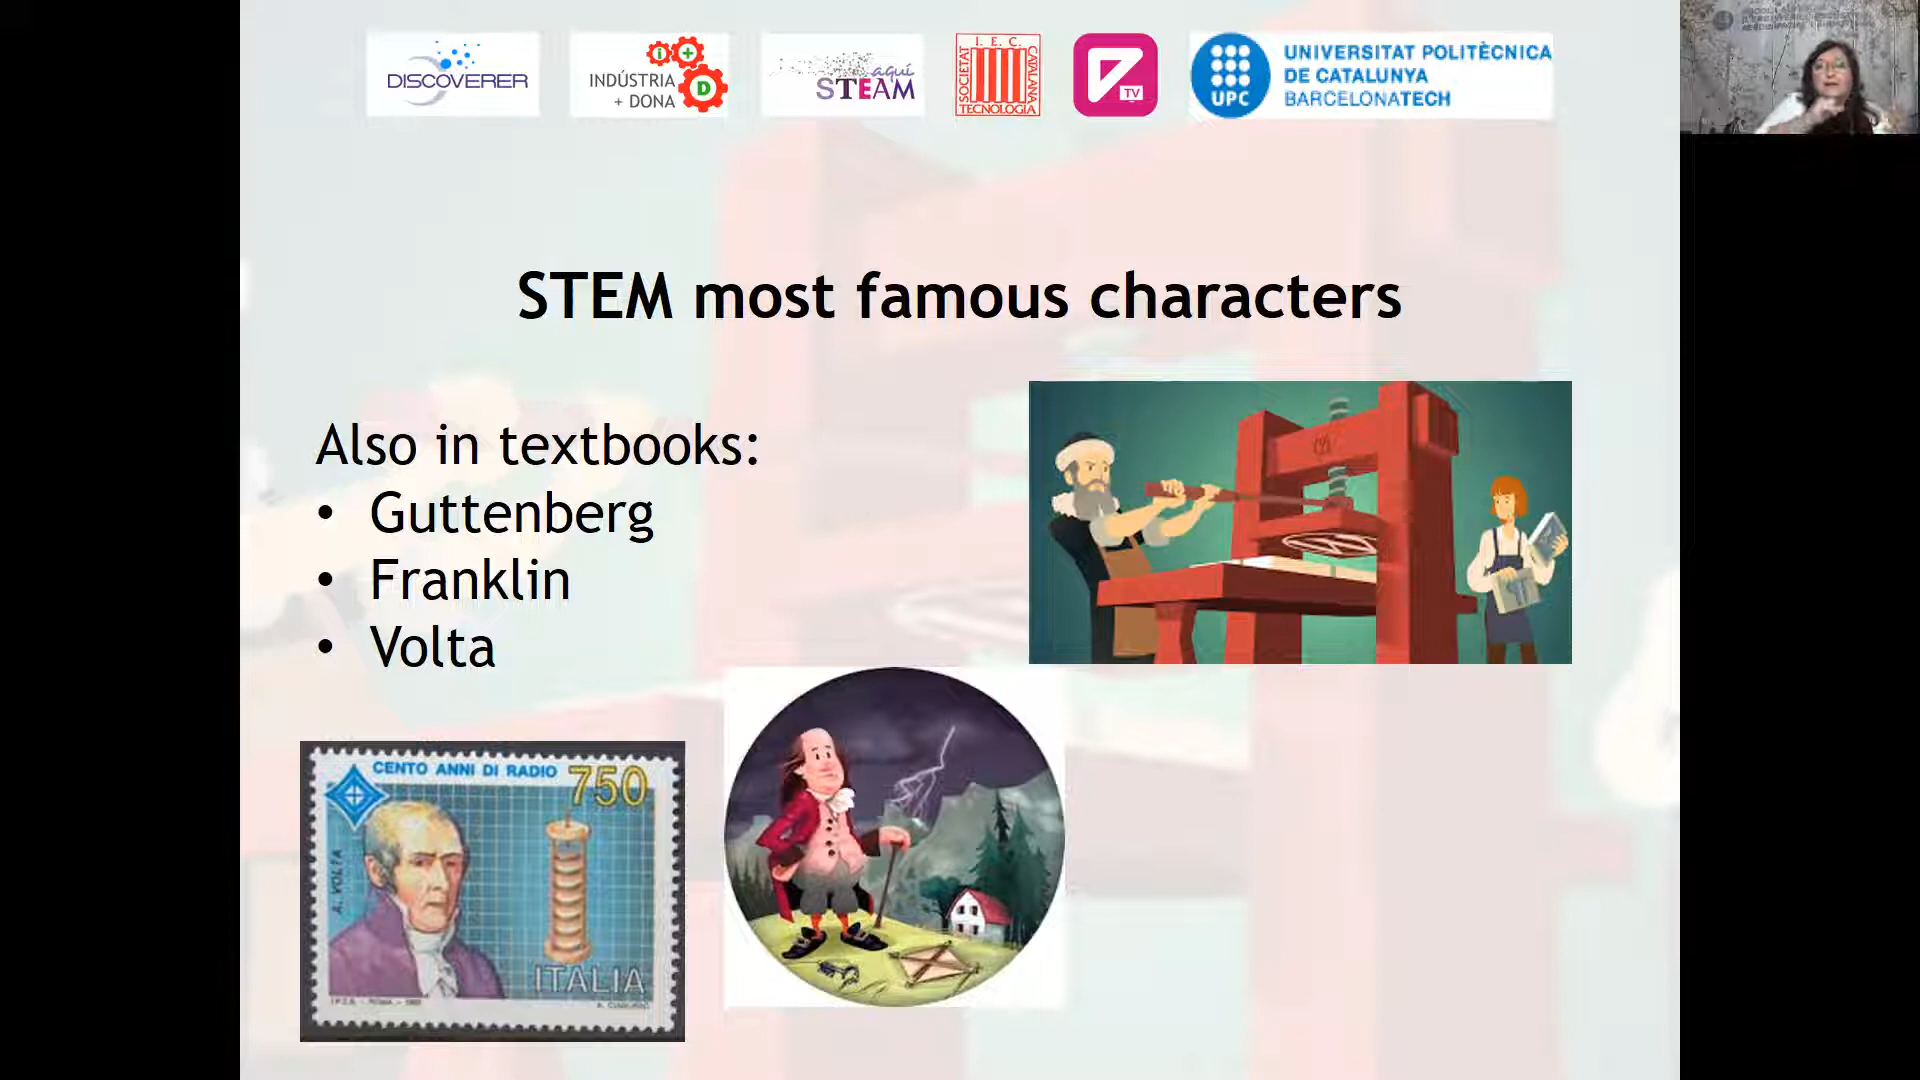 DISCOVERER
INDÚSTRIA
+ DONA
i
+
D
aquí
STEAM
I. E. C.
SOCIETAT
CATALANA
TECNOLOGIA
TV
UPC
UNIVERSITAT POLITÈCNICA
DE CATALUNYA
BARCELONATECH
STEM most famous characters
Also in textbooks:
• Guttenberg
• Franklin
• Volta
CENTO ANNI DI RADIO
750
A. VOLTA
ITALIA